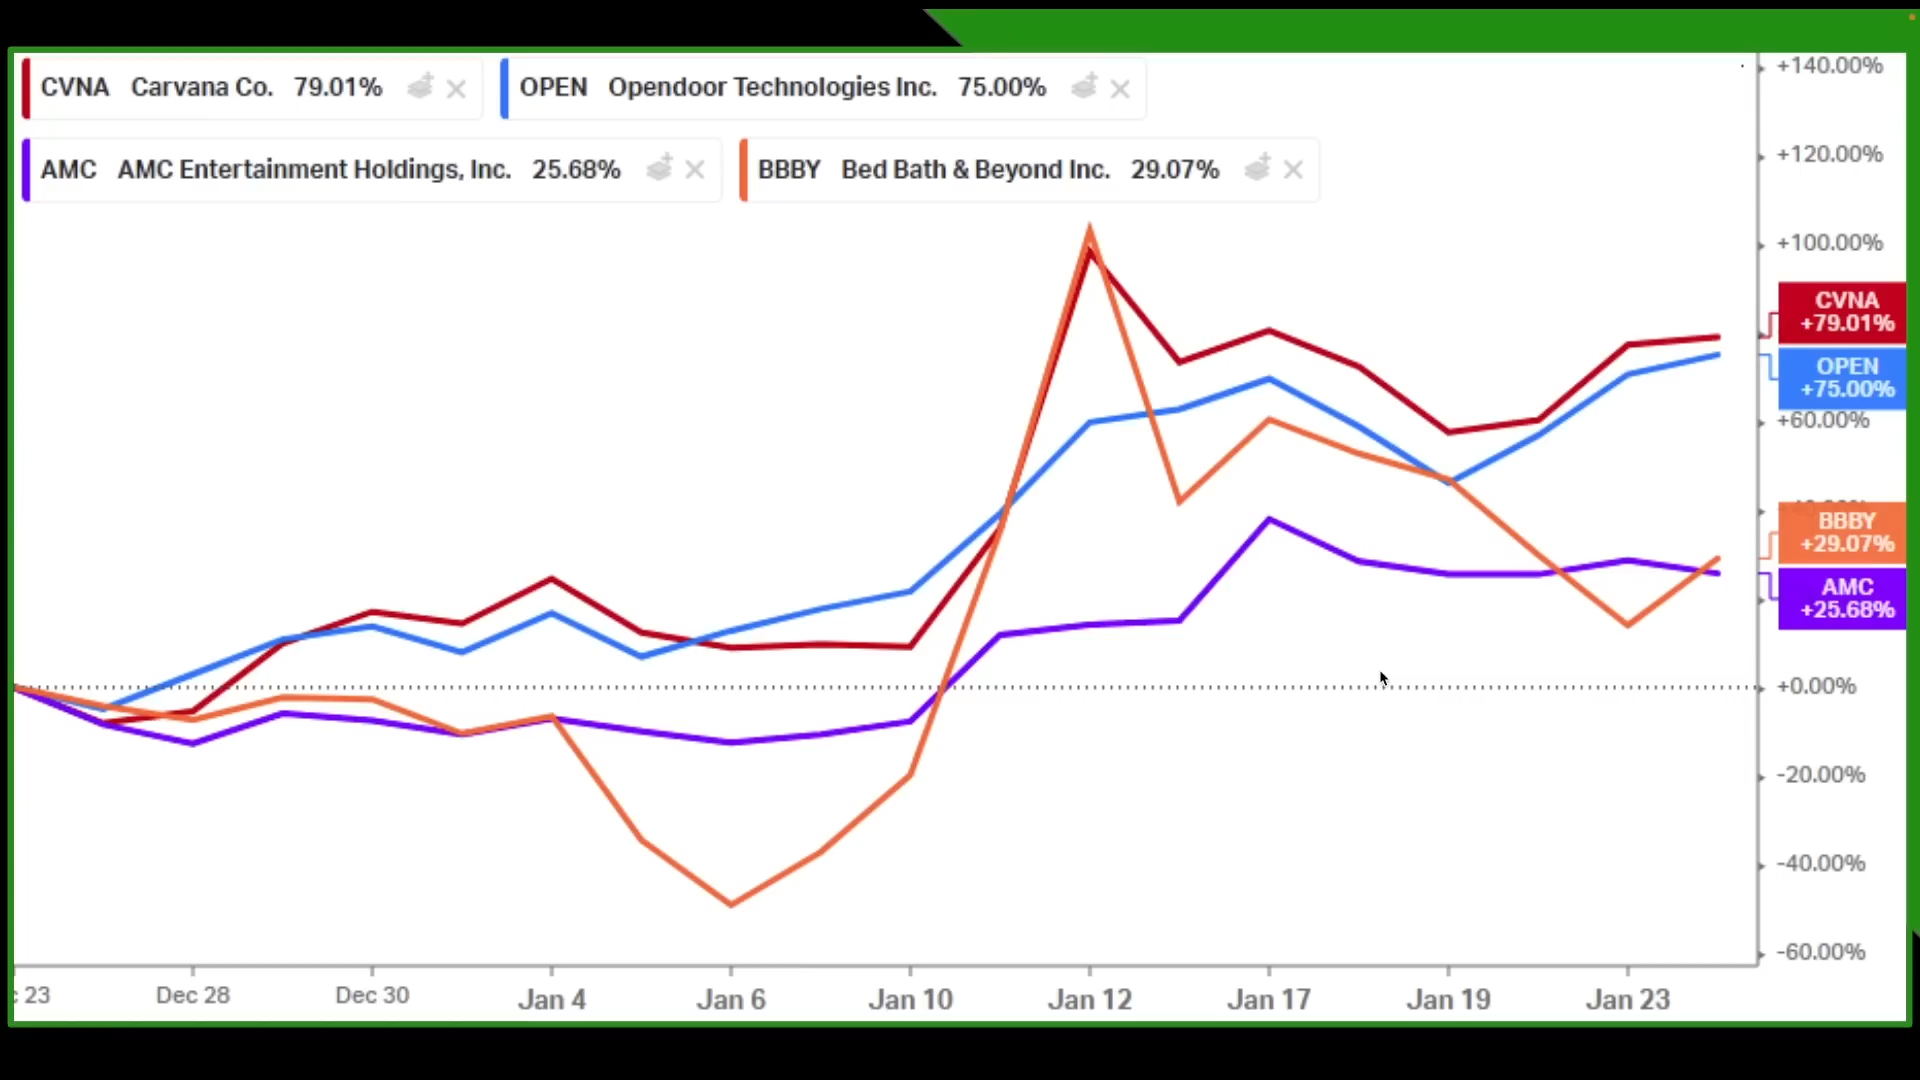 CVNA Carvana Co. 79.01%
OPEN Opendoor Technologies Inc. 75.00%
AMC AMC Entertainment Holdings, Inc. 25.68%
BBBY Bed Bath & Beyond Inc. 29.07%
+140.00%
+120.00%
+100.00%
CVNA
+79.01%
OPEN
+75.00%
+60.00%
BBBY
+29.07%
AMC
+25.68%
+0.00%
-20.00%
-40.00%
-60.00%
23 Dec 28 Dec 30 Jan 4 Jan 6 Jan 10 Jan 12 Jan 17 Jan 19 Jan 23